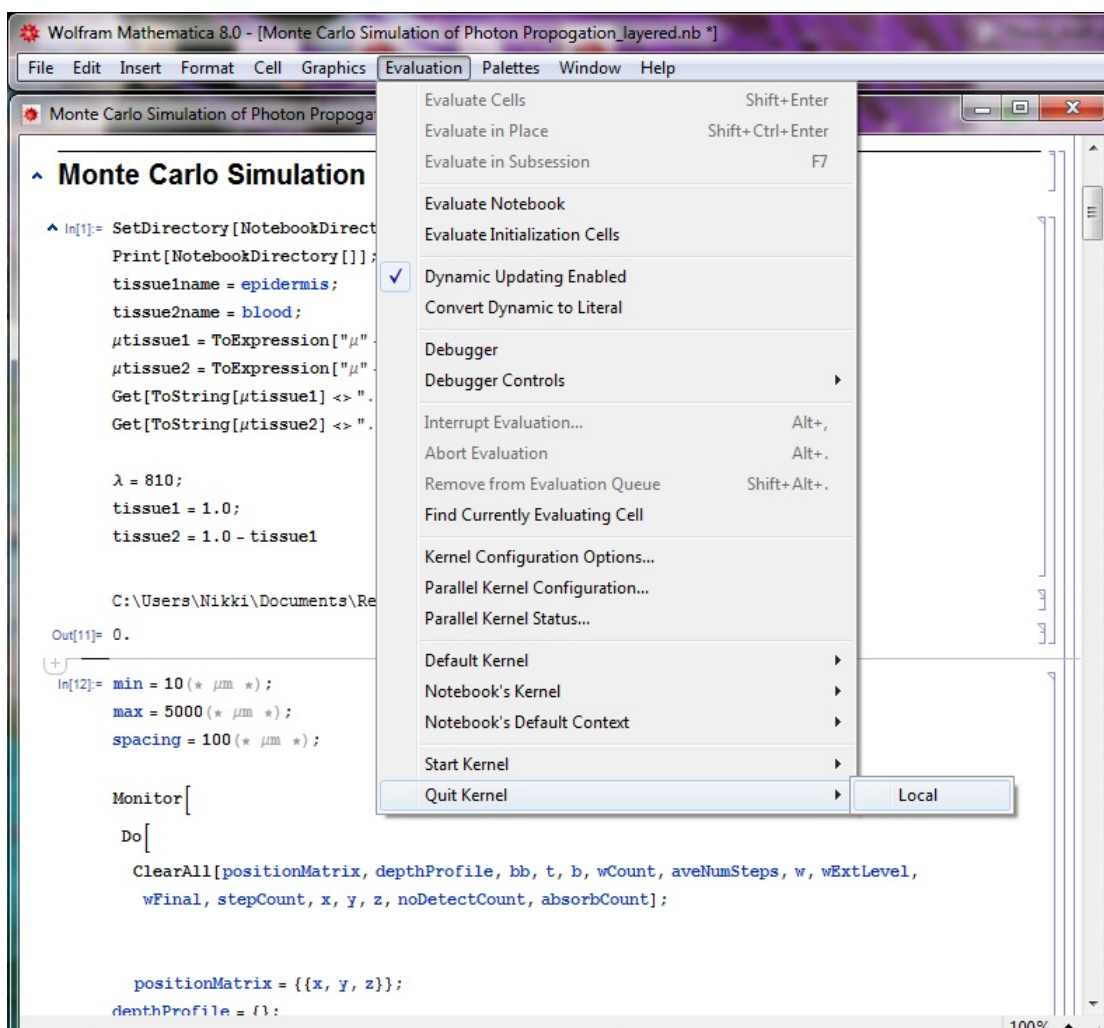 Wolfram Mathematica 8.0 - [Monte Carlo Simulation of Photon Propogation_layered.nb *]
File Edit Insert Format Cell Graphics Evaluation Palettes Window Help
Monte Carlo Simulation of Photon Propoga
Monte Carlo Simulation
In[1]:= SetDirectory[NotebookDirect
Print[NotebookDirectory[]];
tissue1name = epidermis;
tissue2name = blood;
μtissue1 = ToExpression["μ"
μtissue2 = ToExpression["μ"
Get[ToString[μtissue1] <> ".
Get[ToString[μtissue2] <> ".
λ = 810;
tissue1 = 1.0;
tissue2 = 1.0 - tissue1
C:\Users\Nikki\Documents\Re
Out[11]= 0.
In[12]:= min = 10 (* μm *);
max = 5000 (* μm *);
spacing = 100 (* μm *);
Monitor[
Do[
ClearAll[positionMatrix, depthProfile, bb, t, b, wCount, aveNumSteps, w, wExtLevel,
wFinal, stepCount, x, y, z, noDetectCount, absorbCount];
positionMatrix = {{x, y, z}};
depthProfile = {};
Evaluate Cells Shift+Enter
Evaluate in Place Shift+Ctrl+Enter
Evaluate in Subsession F7
Evaluate Notebook
Evaluate Initialization Cells
Dynamic Updating Enabled
Convert Dynamic to Literal
Debugger
Debugger Controls
Interrupt Evaluation... Alt+,
Abort Evaluation Alt+.
Remove from Evaluation Queue Shift+Alt+.
Find Currently Evaluating Cell
Kernel Configuration Options...
Parallel Kernel Configuration...
Parallel Kernel Status...
Default Kernel
Notebook's Kernel
Notebook's Default Context
Start Kernel
Quit Kernel
Local
100%